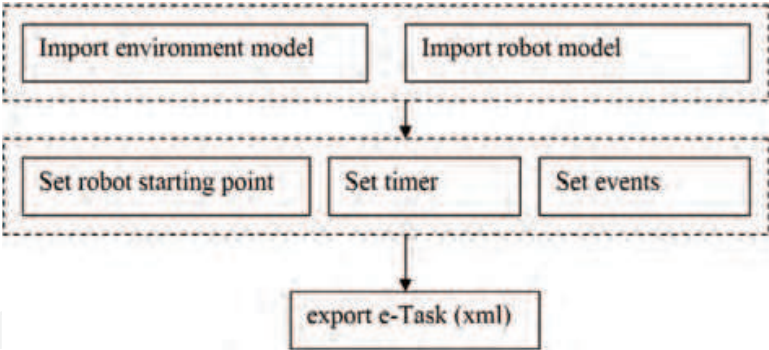 Import environment model
Import robot model
Set robot starting point
Set timer
Set events
export e-Task (xml)